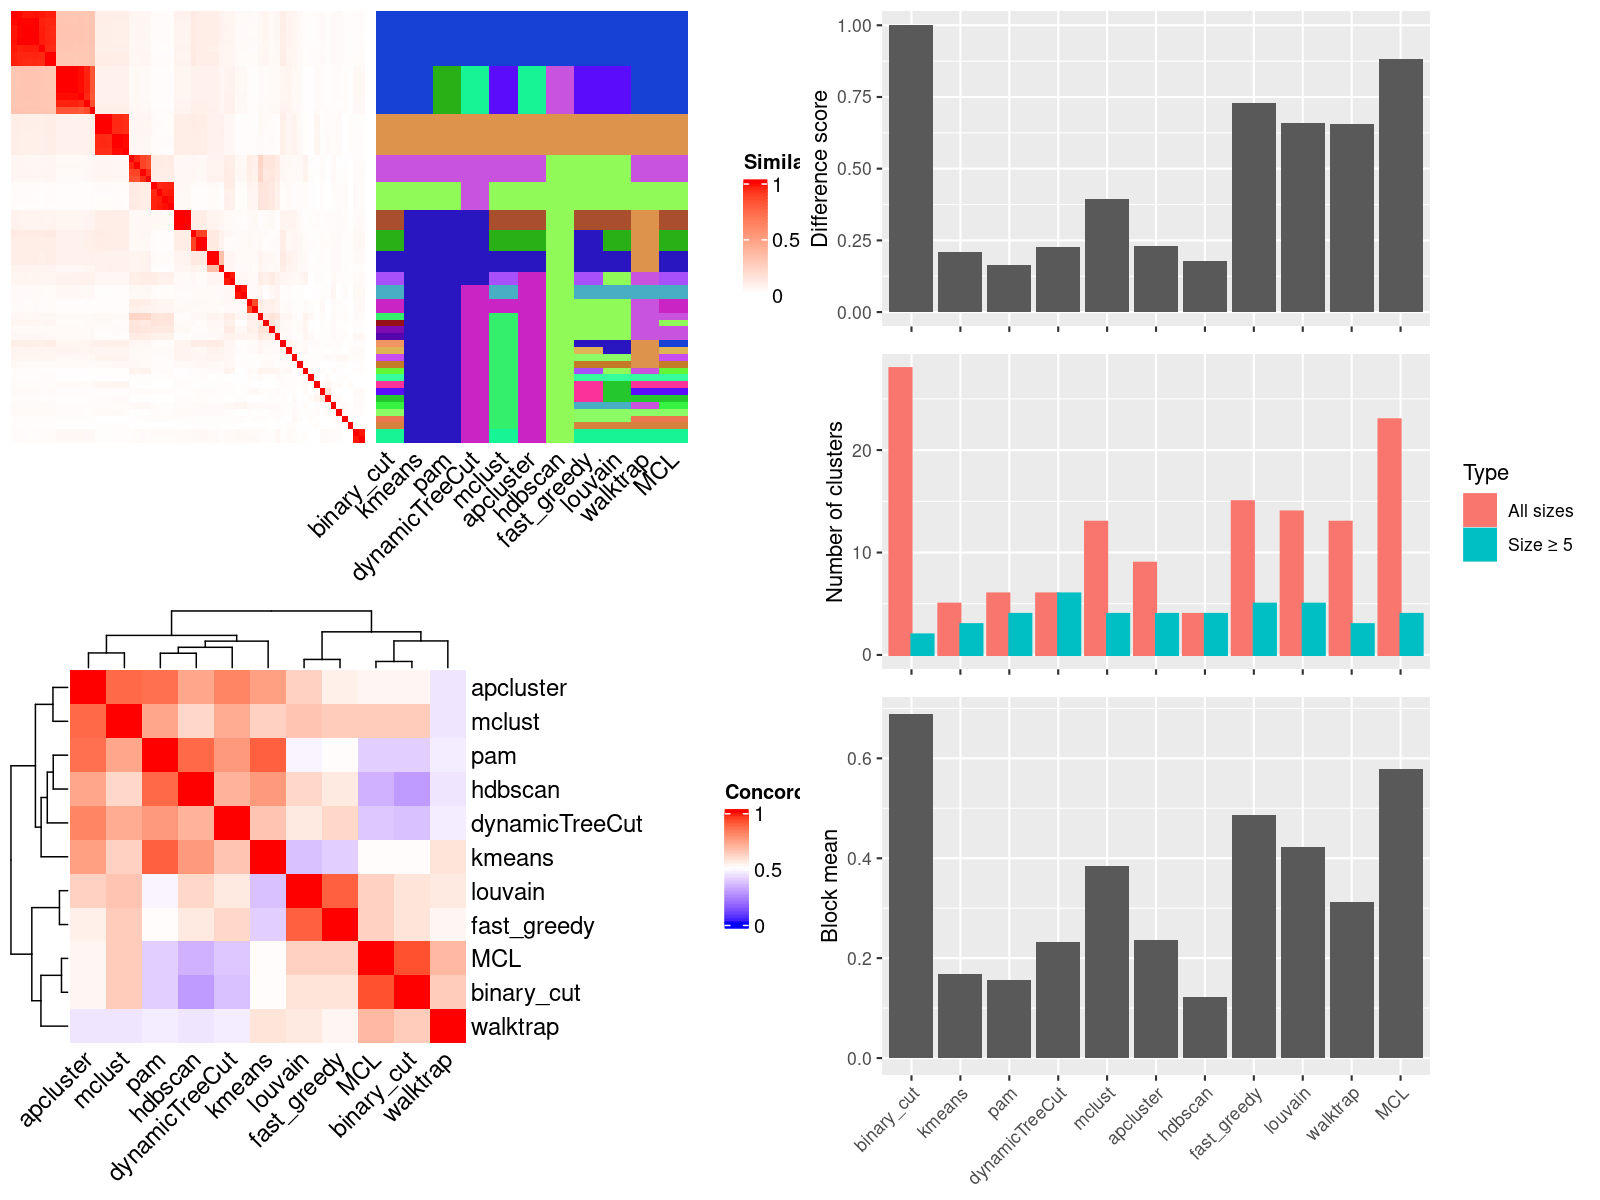 Simila
1
0.5
0
binary_cut
kmeans
pam
dynamicTreeCut
mclust
apcluster
hdbscan
fast_greedy
louvain
walktrap
MCL
Difference score
1.00
0.75
0.50
0.25
0.00
Number of clusters
20
10
0
Type
All sizes
Size ≥ 5
apcluster
mclust
pam
hdbscan
dynamicTreeCut
kmeans
louvain
fast_greedy
MCL
binary_cut
walktrap
apcluster
mclust
pam
hdbscan
dynamicTreeCut
kmeans
louvain
fast_greedy
MCL
binary_cut
walktrap
Concord
1
0.5
0
Block mean
0.6
0.4
0.2
0.0
binary_cut
kmeans
pam
dynamicTreeCut
mclust
apcluster
hdbscan
fast_greedy
louvain
walktrap
MCL